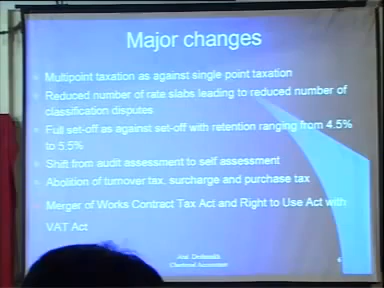 Major changes
Multipoint taxation as against single point taxation
Reduced number of rate slabs leading to reduced number of
classification disputes
Full set-off as against set-off with retention ranging from 4.5%
to 5.5%
Shift from audit assessment to self assessment
Abolition of turnover tax, surcharge and purchase tax
Merger of Works Contract Tax Act and Right to Use Act with
VAT Act
Chartered Accountant